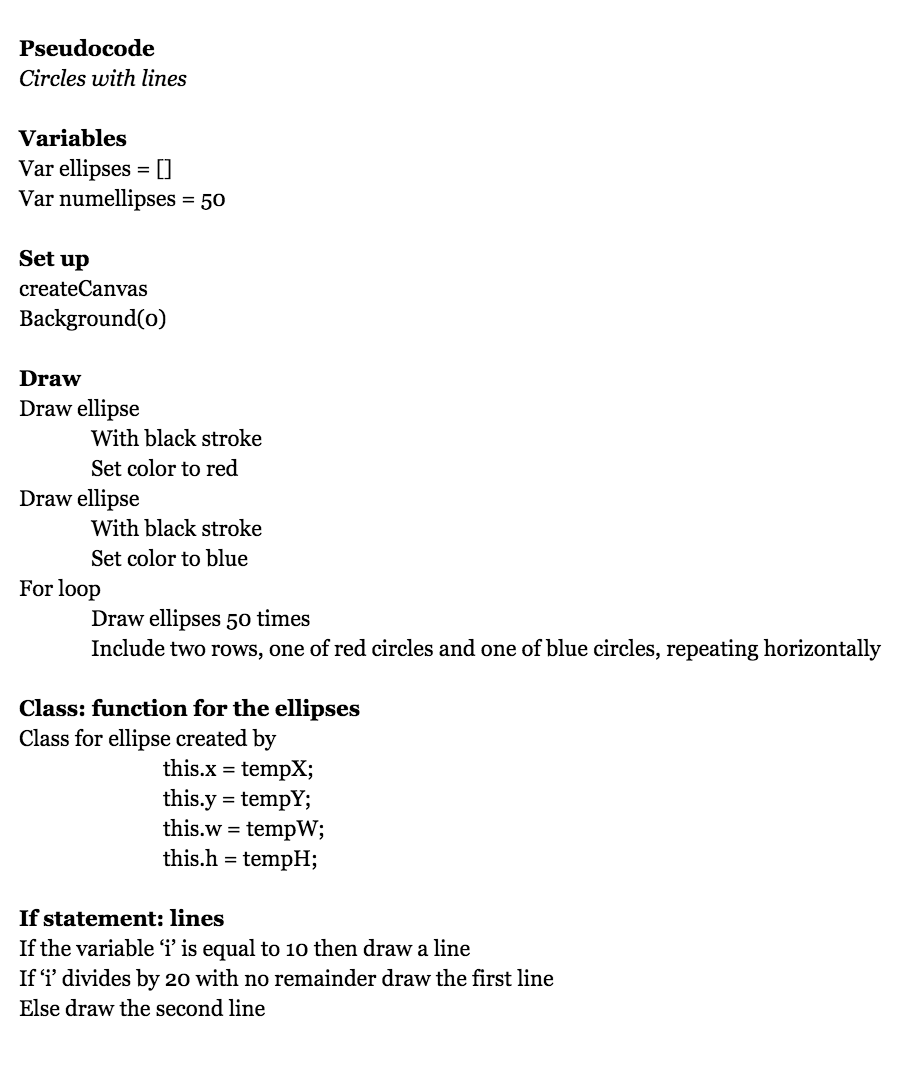 Pseudocode
Circles with lines
Variables
Var ellipses = []
Var numellipses = 50
Set up
createCanvas
Background(0)
Draw
Draw ellipse
With black stroke
Set color to red
Draw ellipse
With black stroke
Set color to blue
For loop
Draw ellipses 50 times
Include two rows, one of red circles and one of blue circles, repeating horizontally
Class: function for the ellipses
Class for ellipse created by
this.x = tempX;
this.y = tempY;
this.w = tempW;
this.h = tempH;
If statement: lines
If the variable ‘i’ is equal to 10 then draw a line
If ‘i’ divides by 20 with no remainder draw the first line
Else draw the second line